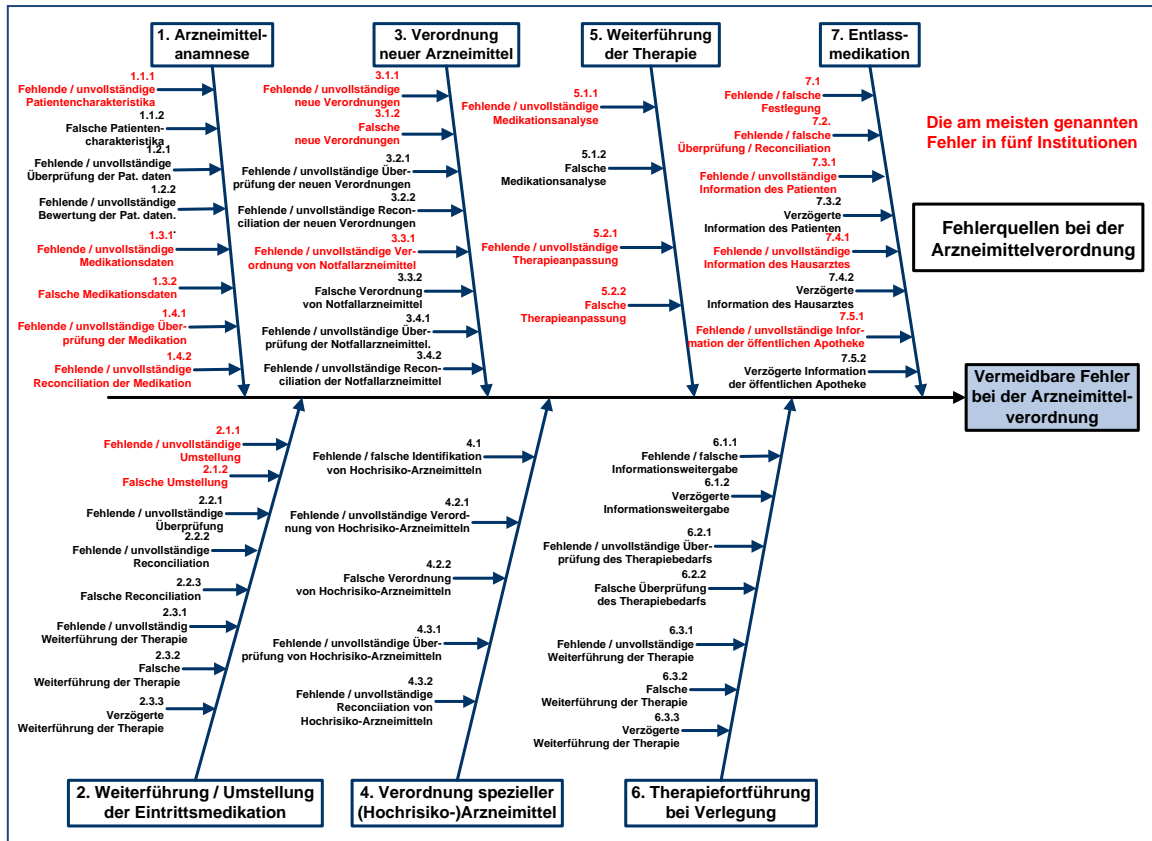 1. Arzneimittel-
anamnese
1.1.1
Fehlende / unvollständige
Patientencharakteristika
1.1.2
Falsche Patienten-
charakteristika
1.2.1
Fehlende / unvollständige
Überprüfung der Pat. daten
1.2.2
Fehlende / unvollständige
Bewertung der Pat. daten.
.
1.3.1
Fehlende / unvollständige
Medikationsdaten
1.3.2
Falsche Medikationsdaten
1.4.1
Fehlende / unvollständige Über-
prüfung der Medikation
1.4.2
Fehlende / unvollständige
Reconciliation der Medikation
3. Verordnung
neuer Arzeimittel
3.1.1
Fehlende / unvollständige
neue Verordnungen
3.1.2
Falsche
neue Verordnungen
3.2.1
Fehlende / unvollständige Über-
prüfung der neuen Verordnungen
3.2.2
Fehlende / unvollständige Recon-
ciliation der neuen Verordnungen
3.3.1
Fehlende / unvollständige Ver-
ordnung von Notfallarzneimittel
3.3.2
Falsche Verordnung
von Notfallarzneimittel
3.4.1
Fehlende / unvollständige Über-
prüfung der Notfallarzneimittel.
3.4.2
Fehlende / unvollständige Recon-
ciliation der Notfallarzneimittel
5. Weiterführung
der Therapie
5.1.1
Fehlende / unvollständige
Medikationsanalyse
5.1.2
Falsche
Medikationsanalyse
5.2.1
Fehlende / unvollständige
Therapieanpassung
5.2.2
Falsche
Therapieanpassung
7. Entlass-
medikation
7.1
Fehlende / falsche
Festlegung
7.2.
Fehlende / falsche
Überprüfung / Reconciliation
7.3.1
Fehlende / unvollständige
Information des Patienten
7.3.2
Verzögerte
Information des Patienten
7.4.1
Fehlende / unvollständige
Information des Hausarztes
7.4.2
Verzögerte
Information des Hausarztes
7.5.1
Fehlende / unvollständige Infor-
mation der öffentlichen Apotheke
7.5.2
Verzögerte Information
der öffentlichen Apotheke
Die am meisten genannten
Fehler in fünf Institutionen
Fehlerquellen bei der
Arzneimittelverordnung
Vermeidbare Fehler
bei der Arzneimittel-
verordnung
2.1.1
Fehlende / unvollständige
Umstellung
2.1.2
Falsche Umstellung
2.2.1
Fehlende / unvollständige
Überprüfung
2.2.2
Fehlende / unvollständige
Reconciliation
2.2.3
Falsche Reconciliation
2.3.1
Fehlende / unvollständig
Weiterführung der Therapie
2.3.2
Falsche
Weiterführung der Therapie
2.3.3
Verzögerte
Weiterführung der Therapie
2. Weiterführung / Umstellung
der Eintrittsmedikation
4.1
Fehlende / falsche Identifikation
von Hochrisiko-Arzneimitteln
4.2.1
Fehlende / unvollständige Verord-
nung von Hochrisiko-Arzneimitteln
4.2.2
Falsche Verordnung
von Hochrisiko-Arzneimitteln
4.3.1
Fehlende / unvollständige Über-
prüfung von Hochrisiko-Arzneimitteln
4.3.2
Fehlende / unvollständige
Reconciiation von
Hochrisiko-Arzneimitteln
4. Verordnung spezieller
(Hochrisiko-)Arzneimittel
6.1.1
Fehlende / falsche
Informationsweitergabe
6.1.2
Verzögerte
Informationsweitergabe
6.2.1
Fehlende / unvollständige Über-
prüfung des Therapiebedarfs
6.2.2
Falsche Überprüfung
des Therapiebedarfs
6.3.1
Fehlende / unvollständige
Weiterführung der Therapie
6.3.2
Falsche
Weiterführung der Therapie
6.3.3
Verzögerte
Weiterführung der Therapie
6. Therapiefortführung
bei Verlegung